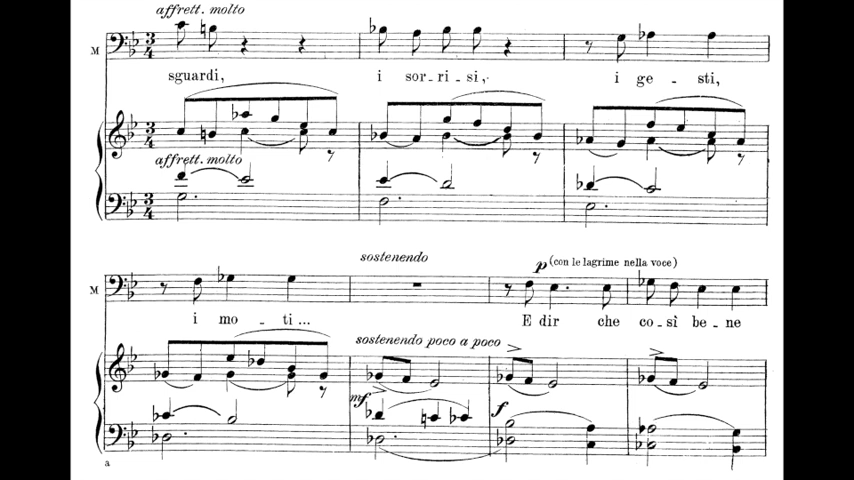 affrett. molto
M
sguardi, i sor-ri-si, i ge-sti,
affrett. molto
sostenendo
p (con le lagrime nella voce)
M
i mo-ti... E dir che co-sì be-ne
sostenendo poco a poco
mf
f
a